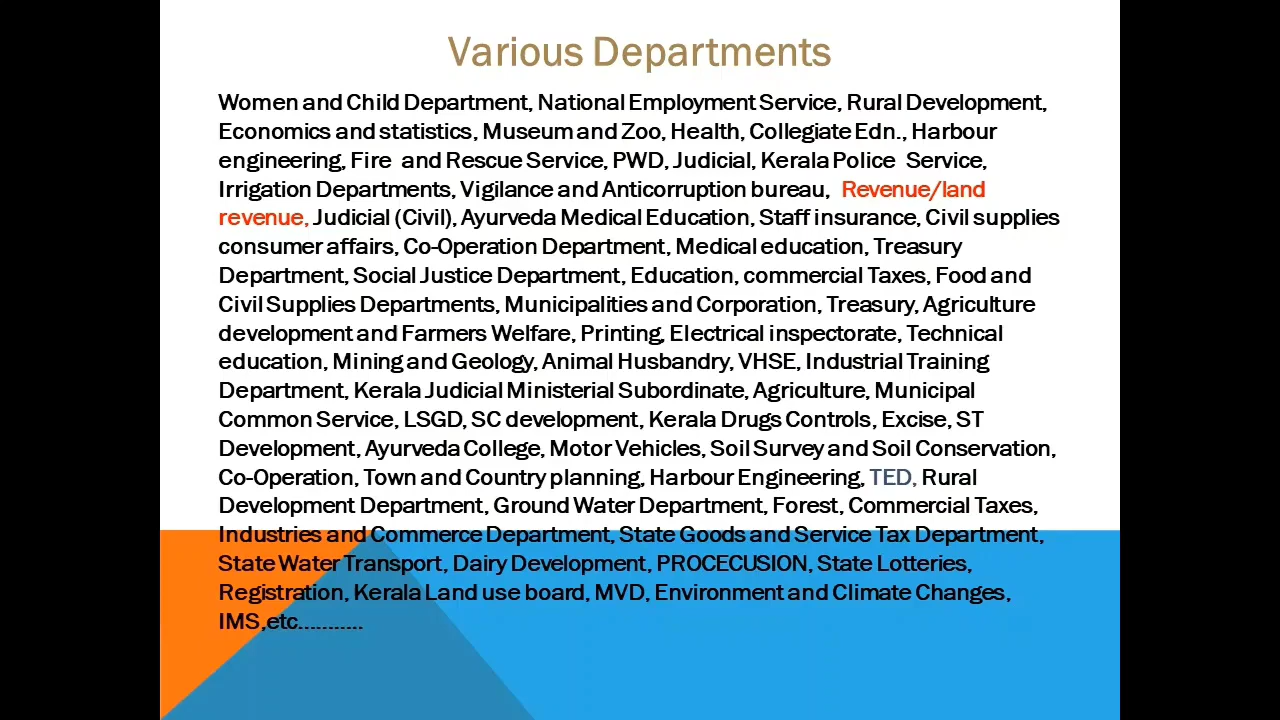 Various Departments
Women and Child Department, National Employment Service, Rural Development,
Economics and statistics, Museum and Zoo, Health, Collegiate Edn., Harbour
engineering, Fire and Rescue Service, PWD, Judicial, Kerala Police Service,
Irrigation Departments, Vigilance and Anticorruption bureau, Revenue/land
revenue, Judicial (Civil), Ayurveda Medical Education, Staff insurance, Civil supplies
consumer affairs, Co-Operation Department, Medical education, Treasury
Department, Social Justice Department, Education, commercial Taxes, Food and
Civil Supplies Departments, Municipalities and Corporation, Treasury, Agriculture
development and Farmers Welfare, Printing, Electrical inspectorate, Technical
education, Mining and Geology, Animal Husbandry, VHSE, Industrial Training
Department, Kerala Judicial Ministerial Subordinate, Agriculture, Municipal
Common Service, LSGD, SC development, Kerala Drugs Controls, Excise, ST
Development, Ayurveda College, Motor Vehicles, Soil Survey and Soil Conservation,
Co-Operation, Town and Country planning, Harbour Engineering, TED, Rural
Development Department, Ground Water Department, Forest, Commercial Taxes,
Industries and Commerce Department, State Goods and Service Tax Department,
State Water Transport, Dairy Development, PROCECUSION, State Lotteries,
Registration, Kerala Land use board, MVD, Environment and Climate Changes,
IMS,etc...........